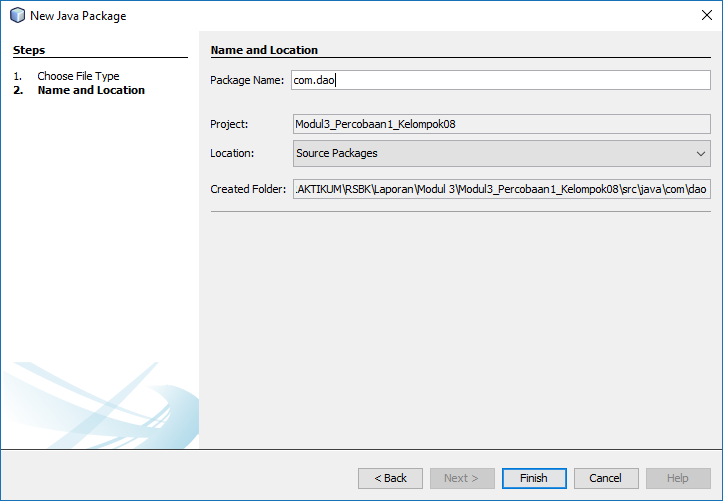 New Java Package
Steps
1. Choose File Type
2. Name and Location
Name and Location
Package Name: com.dao
Project: Modul3_Percobaan1_Kelompok08
Location: Source Packages
Created Folder: .AKTIKUM\RSBK\Laporan\Modul 3\Modul3_Percobaan1_Kelompok08\src\java\com\dao
< Back Next > Finish Cancel Help